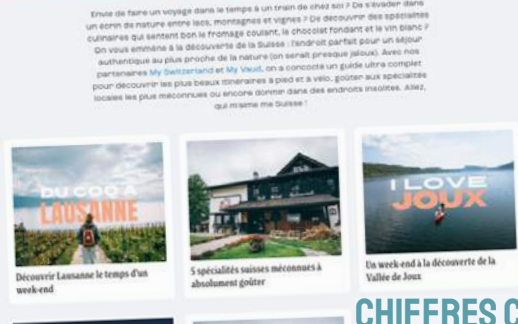 Envie de faire un voyage dans le temps à un train de chez soi ? De s'évader dans
un écrin de nature entre lacs, montagnes et vignes ? De découvrir des spécialités
culinaires qui sentent bon le fromage coulant, le chocolat fondant et le vin blanc ?
On vous emmène à la découverte de la Suisse : l'endroit parfait pour un séjour
authentique au plus proche de la nature (on serait presque jaloux). Avec nos
partenaires My Switzerland et My Vaud, on a concocté un guide ultra complet
pour découvrir les plus beaux itinéraires à pied et à vélo, goûter aux spécialités
locales les plus méconnues ou encore dormir dans des endroits insolites. Allez,
qui m'aime me Suisse !
DU COQ À
LAUSANNE
I LOVE
JOUX
Découvrir Lausanne le temps d'un
week-end
5 spécialités suisses méconnues à
absolument goûter
Un week-end à la découverte de la
Vallée de Joux
CHIFFRES C